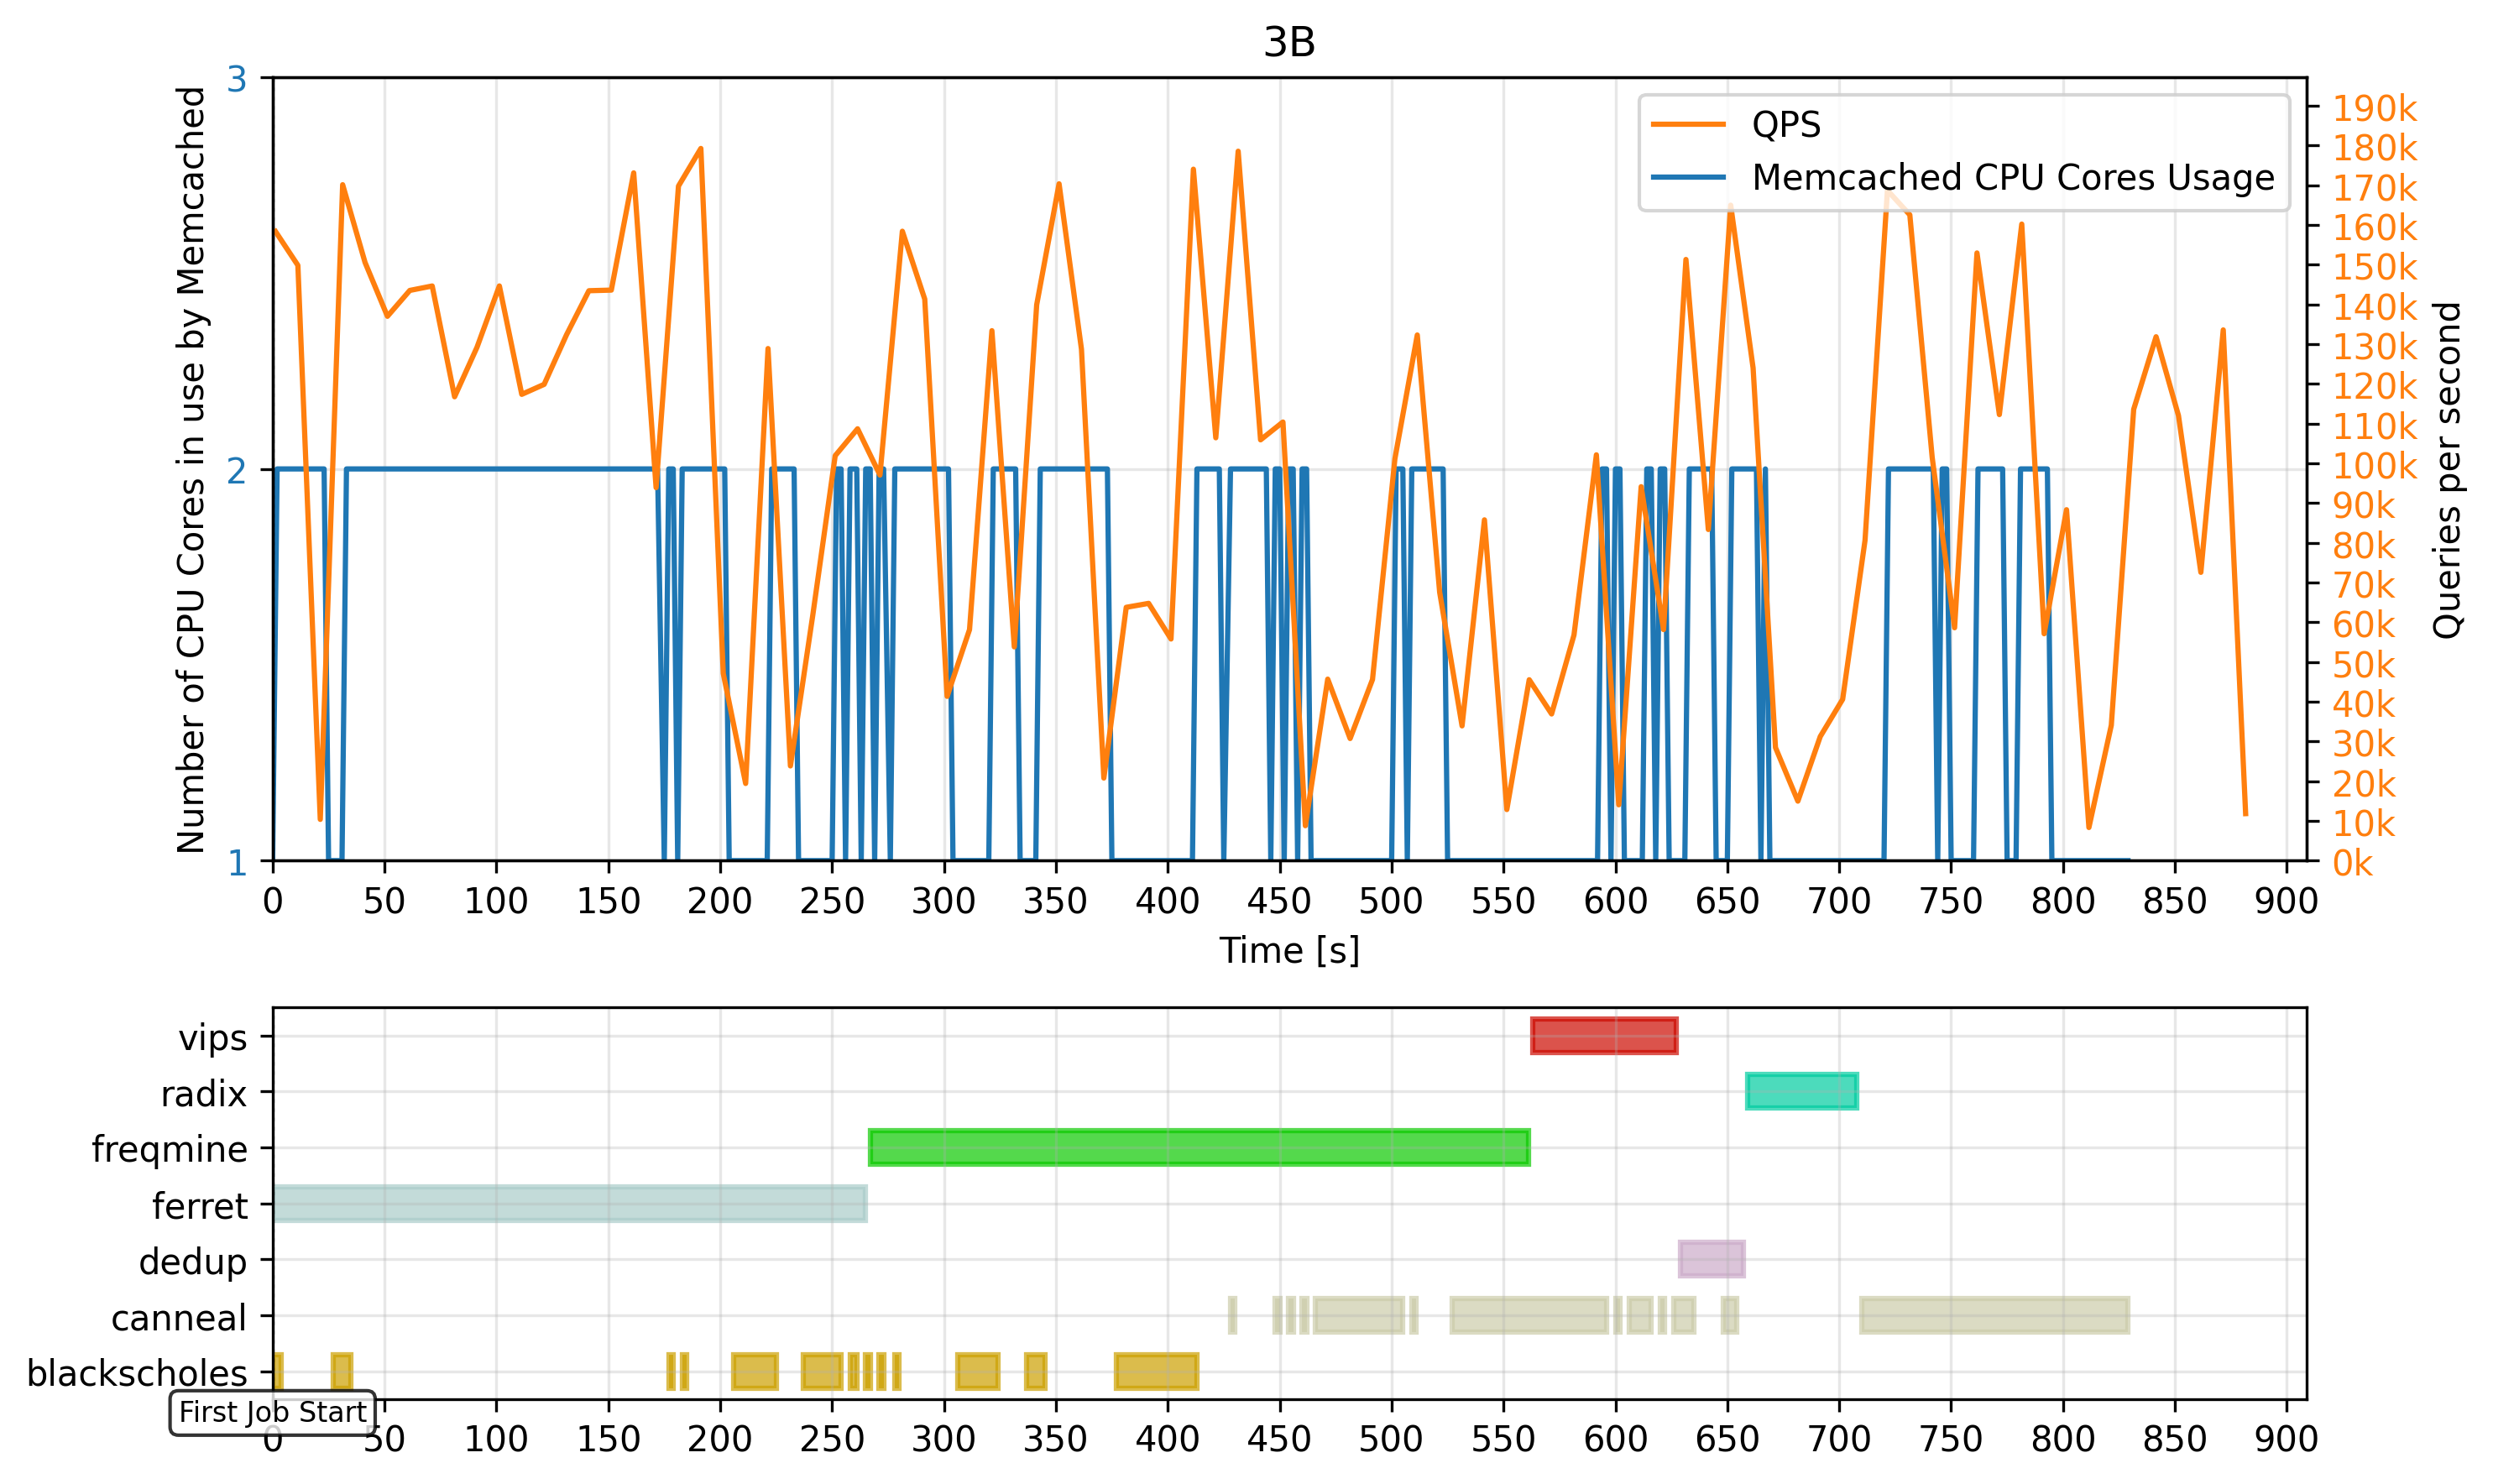 3B
Number of CPU Cores in use by Memcached
3
2
1
QPS
Memcached CPU Cores Usage
190k
180k
170k
160k
150k
140k
130k
120k
110k
100k
90k
80k
70k
60k
50k
40k
30k
20k
10k
0k
Queries per second
0 50 100 150 200 250 300 350 400 450 500 550 600 650 700 750 800 850 900
Time [s]
vips
radix
freqmine
ferret
dedup
canneal
blackscholes
First Job Start
0 50 100 150 200 250 300 350 400 450 500 550 600 650 700 750 800 850 900